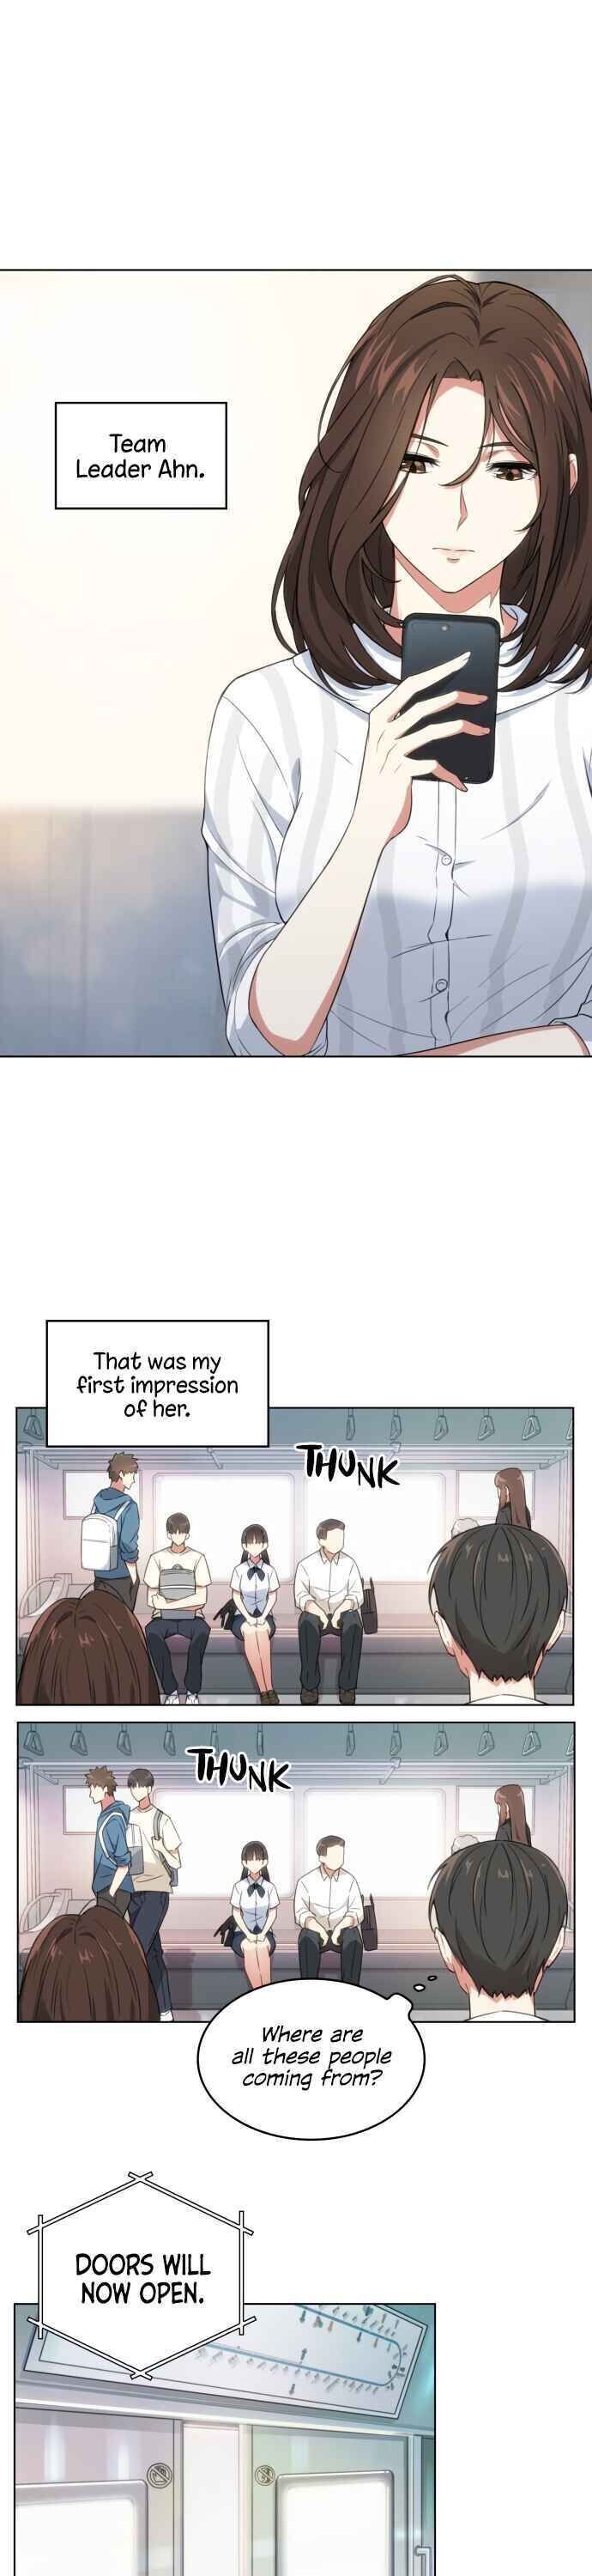 Team
Leader Ahn.
That was my
first impression
of her.
THUNK
THUNK
Where are
all these people
coming from?
DOORS WILL
NOW OPEN.